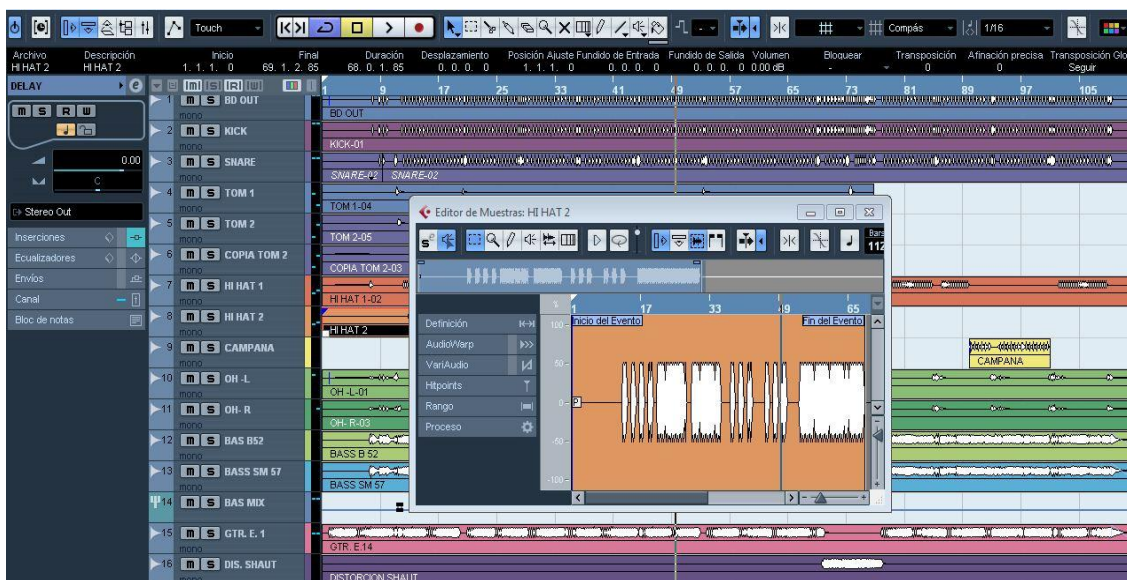 Touch
Compás
1/16
Archivo Descripción Inicio Final Duración Desplazamiento Posición Ajuste Fundido de Entrada Fundido de Salida Volumen Bloquear Transposición Afinación precisa Transposición Glo
HI HAT 2 HI HAT 2 1. 1. 1. 0 69. 1. 2. 85 68. 0. 1. 85 0. 0. 0. 0 1. 1. 1. 0 0. 0. 0. 0 0. 0. 0. 0 0.00 dB - 0 0 Seguir
DELAY
m S R W
0.00
C
Stereo Out
Inserciones
Ecualizadores
Envíos
Canal
Bloc de notas
1 9 17 25 33 41 49 57 65 73 81 89 97 105
1 m S BD OUT
mono
BD OUT
2 m S KICK
mono
KICK-01
3 m S SNARE
mono
SNARE-02 SNARE-02
4 m S TOM 1
mono
TOM 1-04
5 m S TOM 2
mono
TOM 2-05
6 m S COPIA TOM 2
mono
COPIA TOM 2-03
7 m S HI HAT 1
mono
HI HAT 1-02
8 m S HI HAT 2
mono
HI HAT 2
9 m S CAMPANA
mono
CAMPANA
10 m S OH -L
mono
OH -L-01
11 m S OH- R
mono
OH- R-03
12 m S BAS B52
mono
BASS B 52
13 m S BASS SM 57
mono
BASS SM 57
14 m S BAS MIX
mono
15 m S GTR. E. 1
mono
GTR. E.14
16 m S DIS. SHAUT
mono
DISTORCION SHAUT
Editor de Muestras: HI HAT 2
Bars
112
Definición
AudioWarp
VariAudio
Hitpoints
Rango
Proceso
%
1 17 33 49 65
100
50
0
-50
-100
Inicio del Evento Fin del Evento